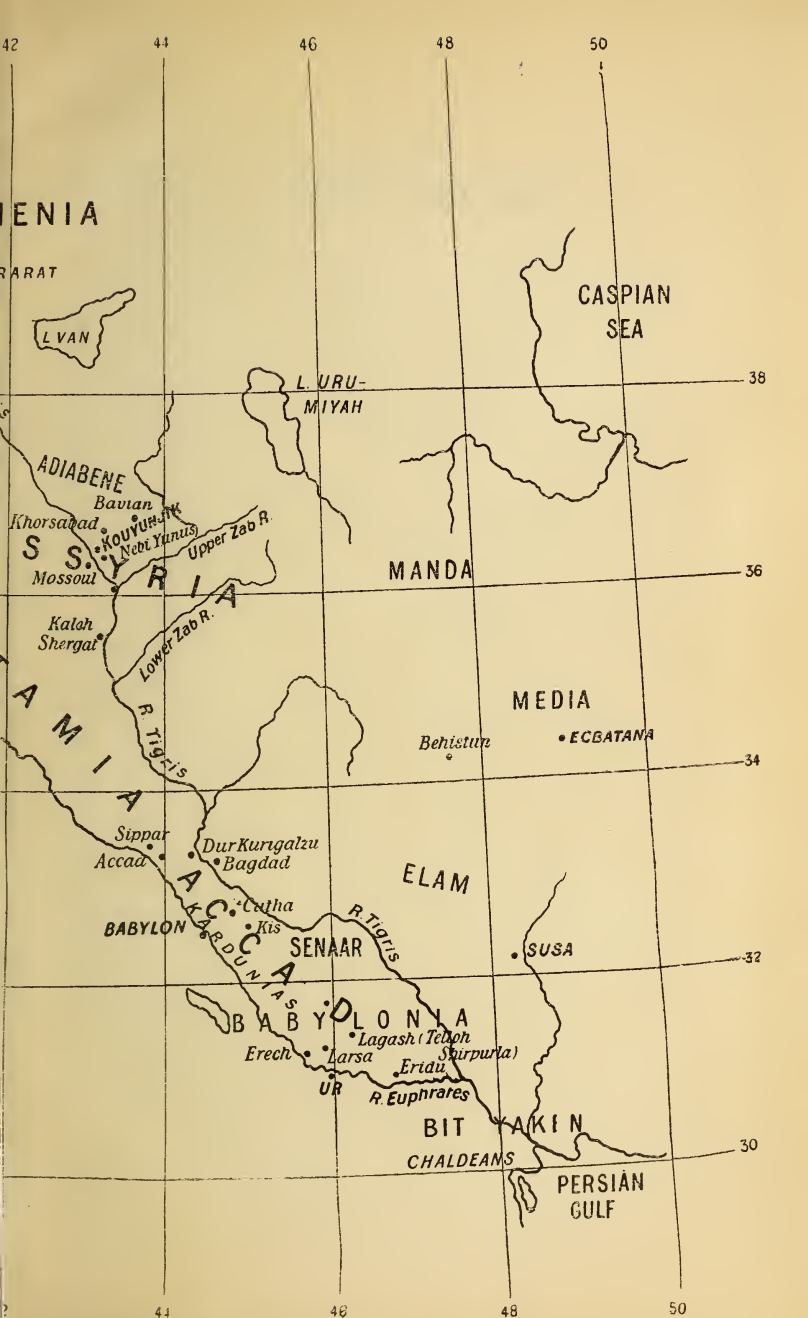 42 44 46 48 50
ENIA
RARAT
L VAN
CASPIAN
SEA
38
L. URU-
MIYAH
ADIABENE
Bavian
Khorsabad
KOUYUNJIK
Nebi Yunus)
Upper Zab R.
S S Y R I A
Mossoul
MANDA
36
Kalah
Shergat
Lower Zab R.
A M I A
R. Tigris
MEDIA
Behistun
ECBATANA
34
Sippar
Accad
Dur Kurigalzu
Bagdad
ELAM
A C C A D
Cutha
Kis
BABYLON
KARDUNIAS
SENAAR
R. Tigris
SUSA
32
BABYLONIA
Lagash (Telloh
Shirpurla)
Erech
Larsa
Eridu
UR
R. Euphrates
BIT YAKIN
30
CHALDEANS
PERSIAN
GULF
44 46 48 50